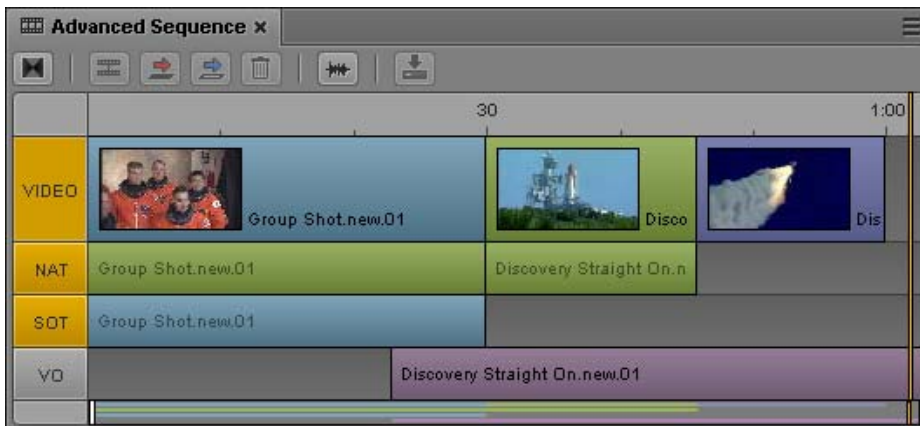 Advanced Sequence
30 1:00
VIDEO Group Shot.new.01 Disco Dis
NAT Group Shot.new.01 Discovery Straight On.n
SOT Group Shot.new.01
VO Discovery Straight On.new.01